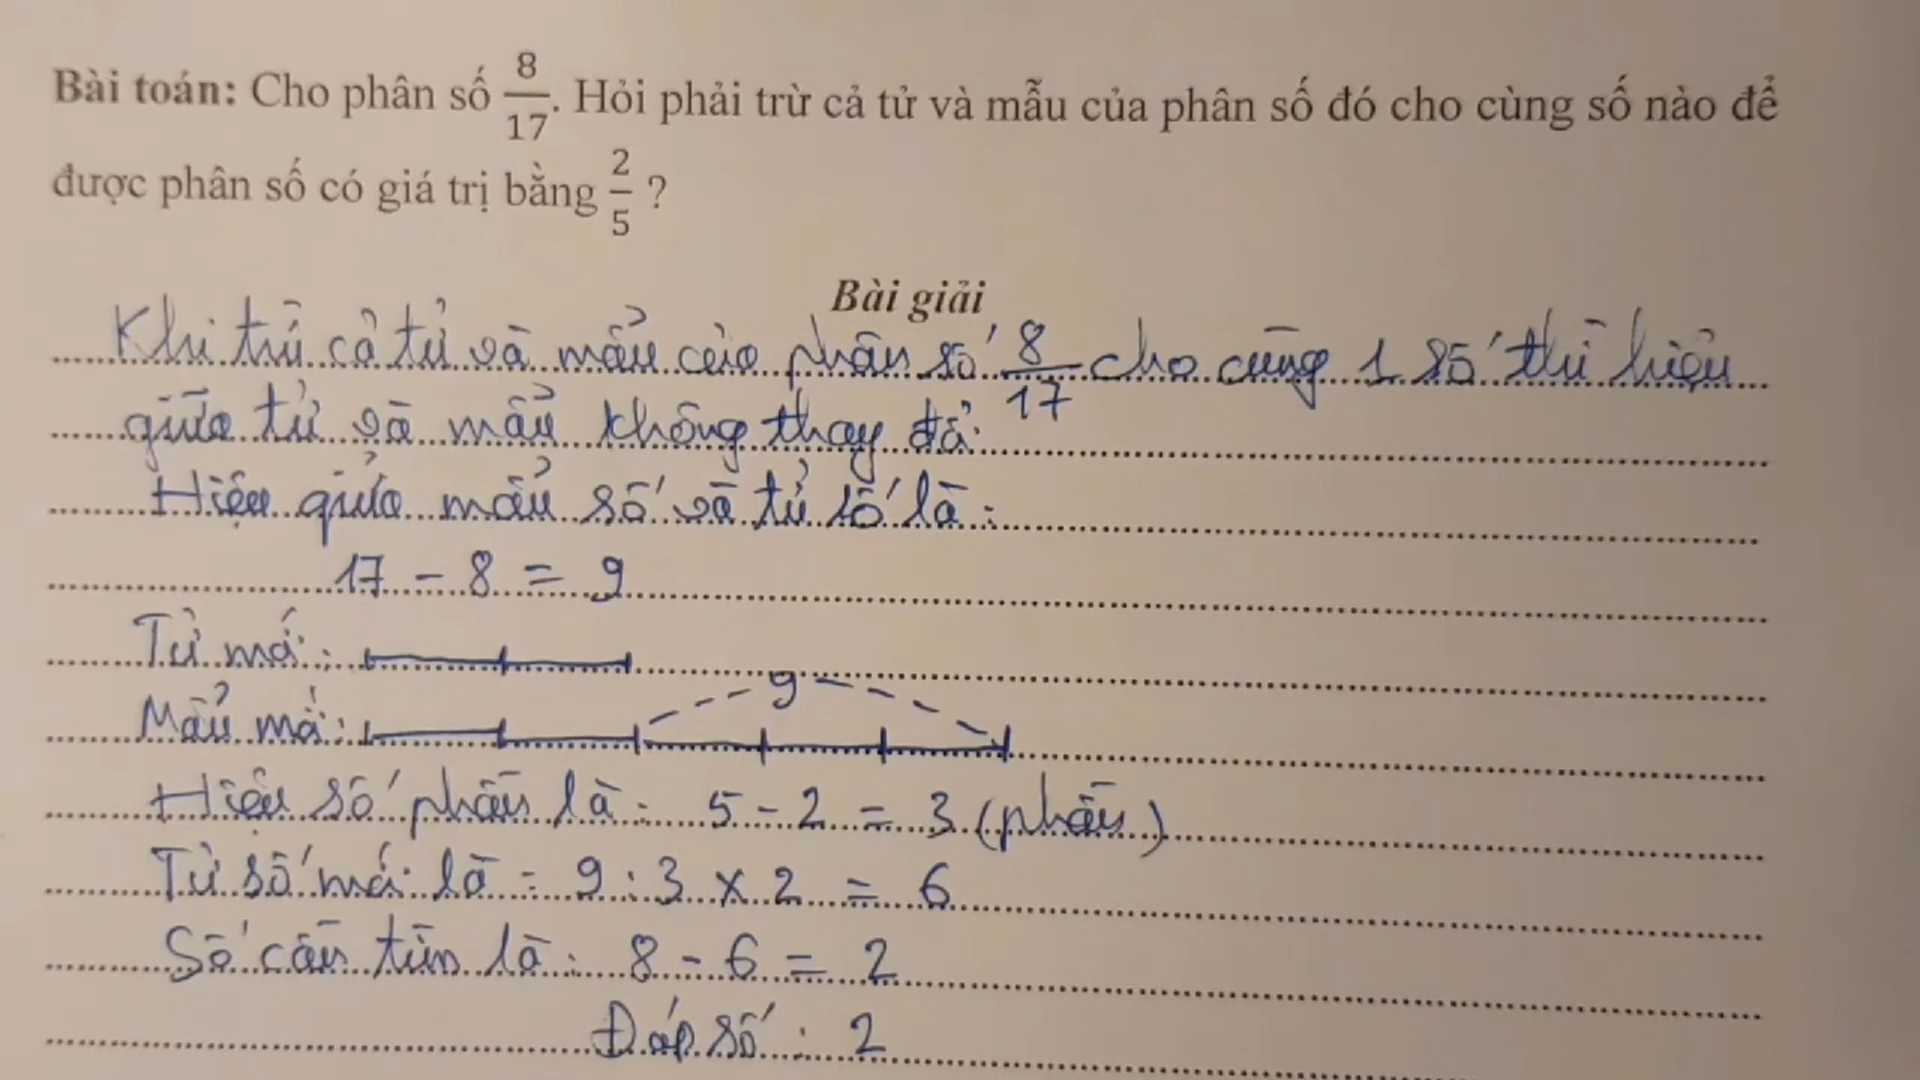 Bài toán: Cho phân số 8/17. Hỏi phải trừ cả tử và mẫu của phân số đó cho cùng số nào để
được phân số có giá trị bằng 2/5 ?
Bài giải
Khi trừ cả tử và mẫu của phân số 8/17 cho cùng 1 số thì hiệu
giữa tử và mẫu không thay đổi.
Hiệu giữa mẫu số và tử số là:
17 - 8 = 9
Tử mới:
9
Mẫu mới:
Hiệu số phần là: 5 - 2 = 3 (phần)
Tử số mới là: 9 : 3 x 2 = 6
Số cần tìm là: 8 - 6 = 2
Đáp số: 2